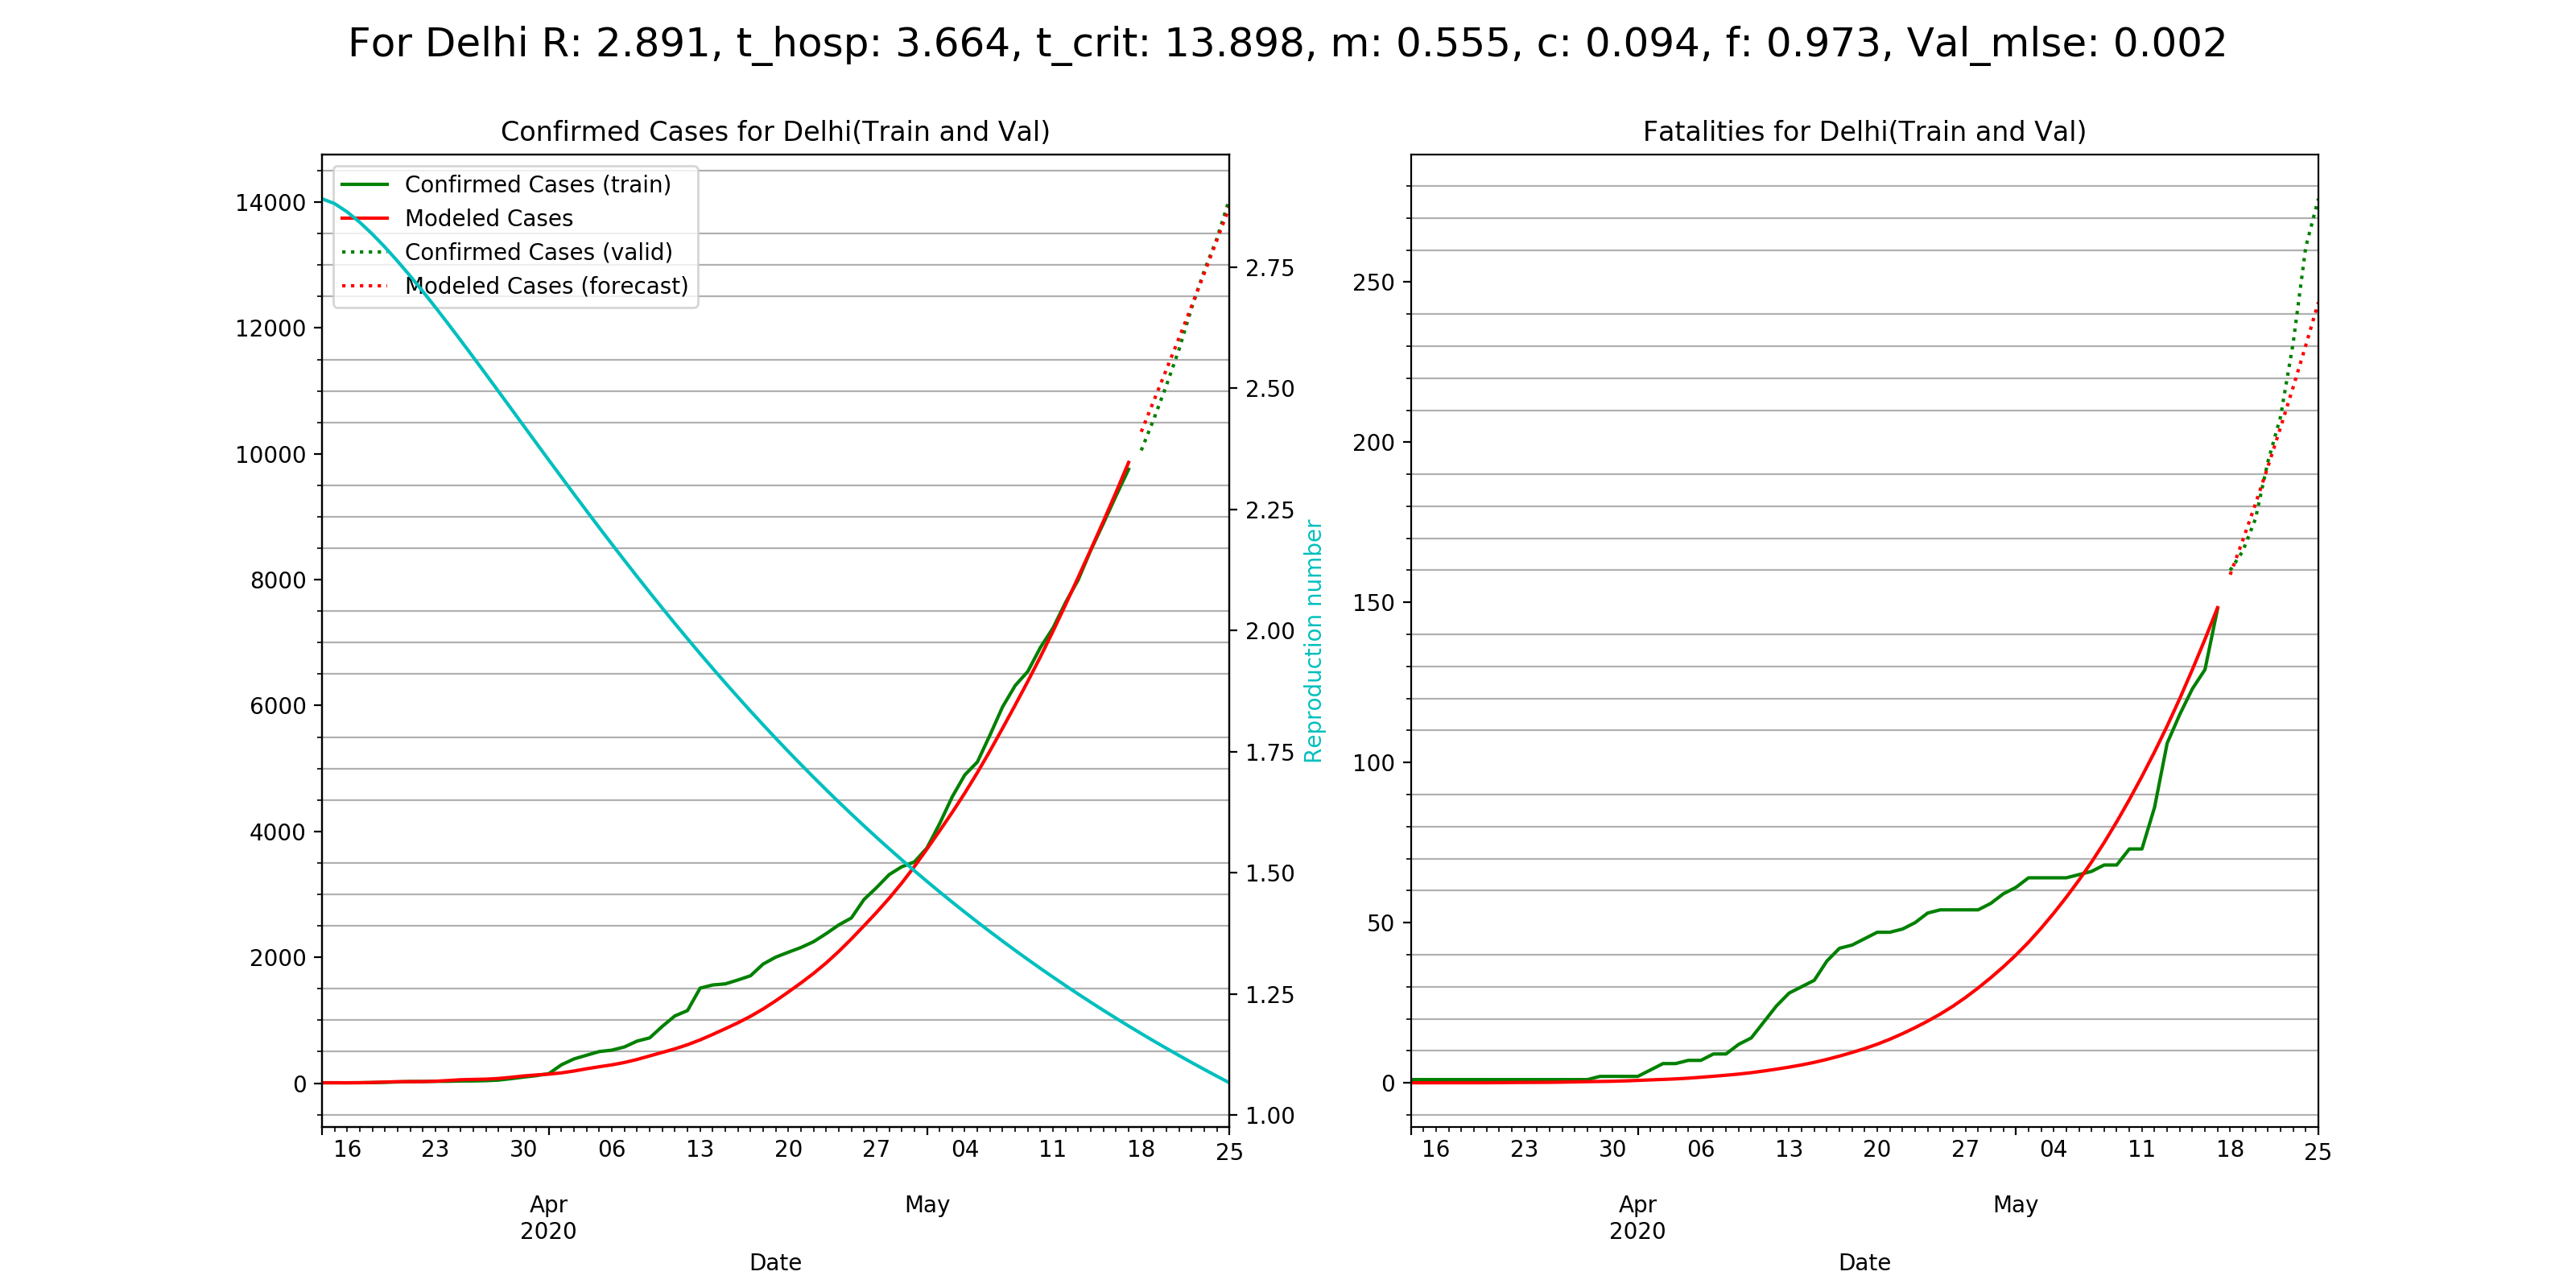 For Delhi R: 2.891, t_hosp: 3.664, t_crit: 13.898, m: 0.555, c: 0.094, f: 0.973, Val_mlse: 0.002
Confirmed Cases for Delhi(Train and Val)
Confirmed Cases (train)
Modeled Cases
Confirmed Cases (valid)
Modeled Cases (forecast)
14000
12000
10000
8000
6000
4000
2000
0
2.75
2.50
2.25
2.00
1.75
1.50
1.25
1.00
Reproduction number
16 23 30 06 13 20 27 04 11 18 25
Apr May
2020
Date
Fatalities for Delhi(Train and Val)
250
200
150
100
50
0
16 23 30 06 13 20 27 04 11 18 25
Apr May
2020
Date